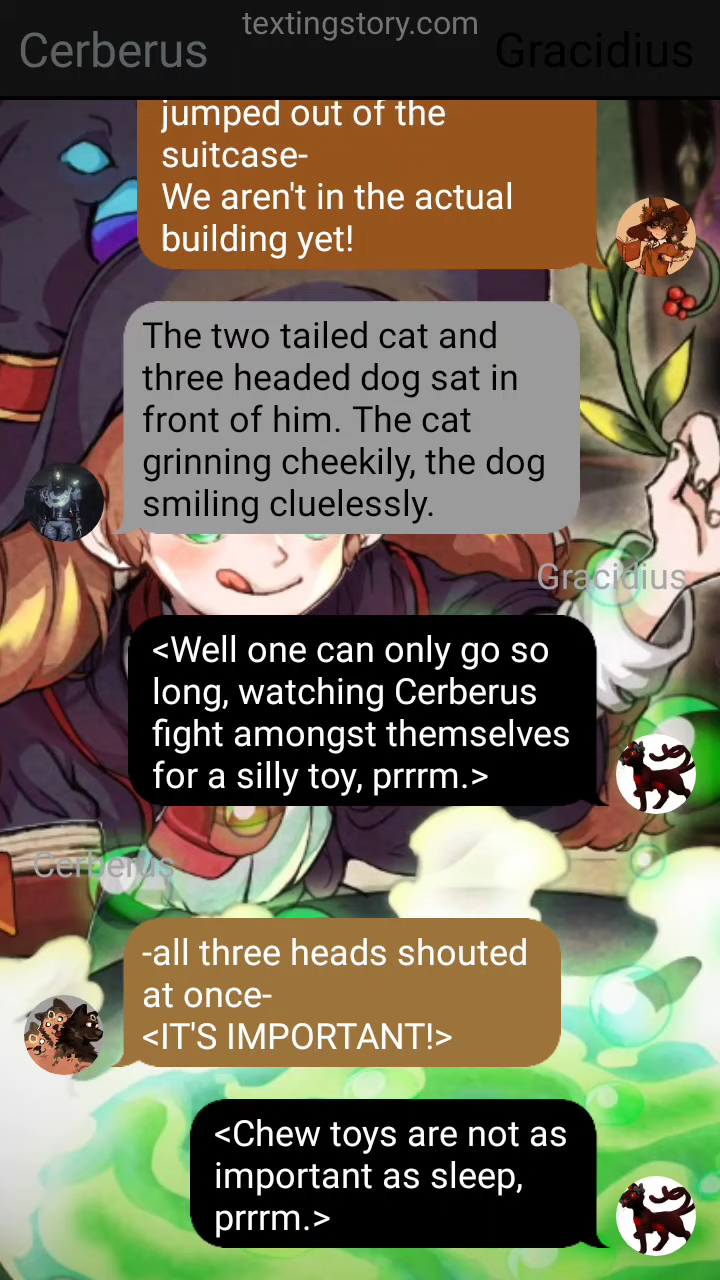 textingstory.com
Cerberus
Gracidius
jumped out of the
suitcase-
We aren't in the actual
building yet!
The two tailed cat and
three headed dog sat in
front of him. The cat
grinning cheekily, the dog
smiling cluelessly.
Gracidius
<Well one can only go so
long, watching Cerberus
fight amongst themselves
for a silly toy, prrrm.>
Cerberus
-all three heads shouted
at once-
<IT'S IMPORTANT!>
<Chew toys are not as
important as sleep,
prrrm.>